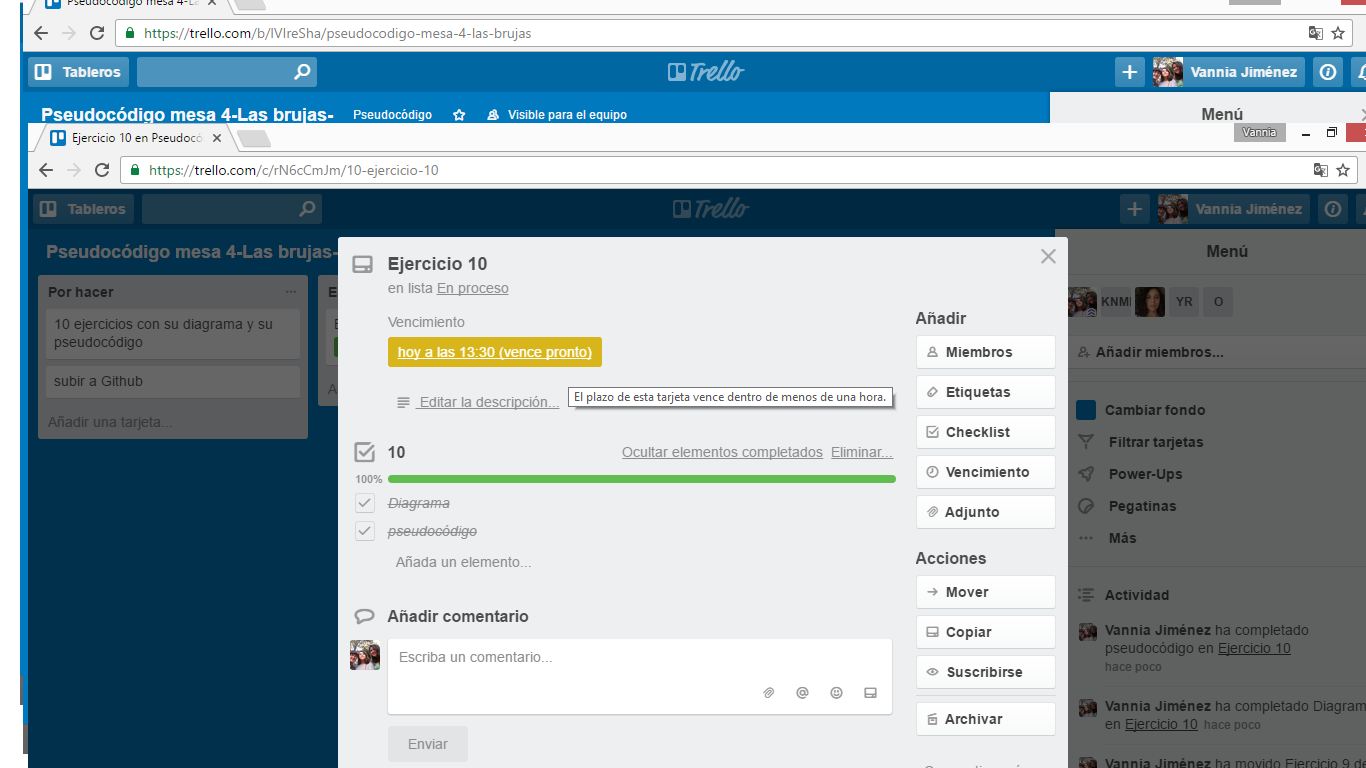 Pseudocódigo mesa 4-La
https://trello.com/b/lVIreSha/pseudocodigo-mesa-4-las-brujas
Tableros
Trello
Vannia Jiménez
Pseudocódigo mesa 4-Las brujas-
Pseudocódigo
Visible para el equipo
Menú
Ejercicio 10 en Pseudocó
Vannia
https://trello.com/c/rN6cCmJm/10-ejercicio-10
Tableros
Trello
Vannia Jiménez
Pseudocódigo mesa 4-Las brujas-
Menú
Por hacer
10 ejercicios con su diagrama y su
pseudocódigo
subir a Github
Añadir una tarjeta...
Ejercicio 10
en lista En proceso
Vencimiento
hoy a las 13:30 (vence pronto)
Editar la descripción...
El plazo de esta tarjeta vence dentro de menos de una hora.
10
Ocultar elementos completados Eliminar...
100%
Diagrama
pseudocódigo
Añada un elemento...
Añadir comentario
Escriba un comentario...
Enviar
Añadir
Miembros
Etiquetas
Checklist
Vencimiento
Adjunto
Acciones
Mover
Copiar
Suscribirse
Archivar
YR
O
Añadir miembros...
Cambiar fondo
Filtrar tarjetas
Power-Ups
Pegatinas
Más
Actividad
Vannia Jiménez ha completado
pseudocódigo en Ejercicio 10
hace poco
Vannia Jiménez ha completado Diagram
en Ejercicio 10 hace poco
Vannia Jiménez ha movido Ejercicio 9 de